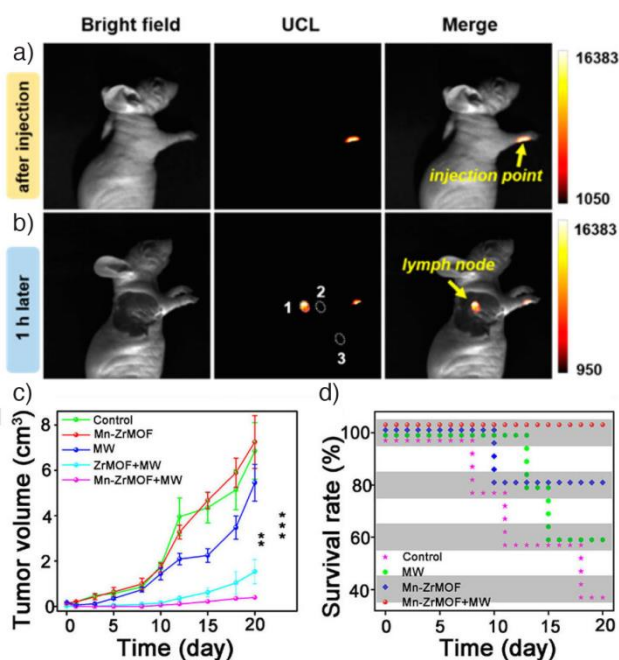 Bright field UCL Merge
a)
after injection
injection point
16383
1050
b)
1 h later
1 2
3
lymph node
16383
950
c)
Tumor volume (cm³)
8
6
4
2
0
Control
Mn-ZrMOF
MW
ZrMOF+MW
Mn-ZrMOF+MW
**
***
0 5 10 15 20
Time (day)
d)
Survival rate (%)
100
80
60
40
Control
MW
Mn-ZrMOF
Mn-ZrMOF+MW
0 5 10 15 20
Time (day)